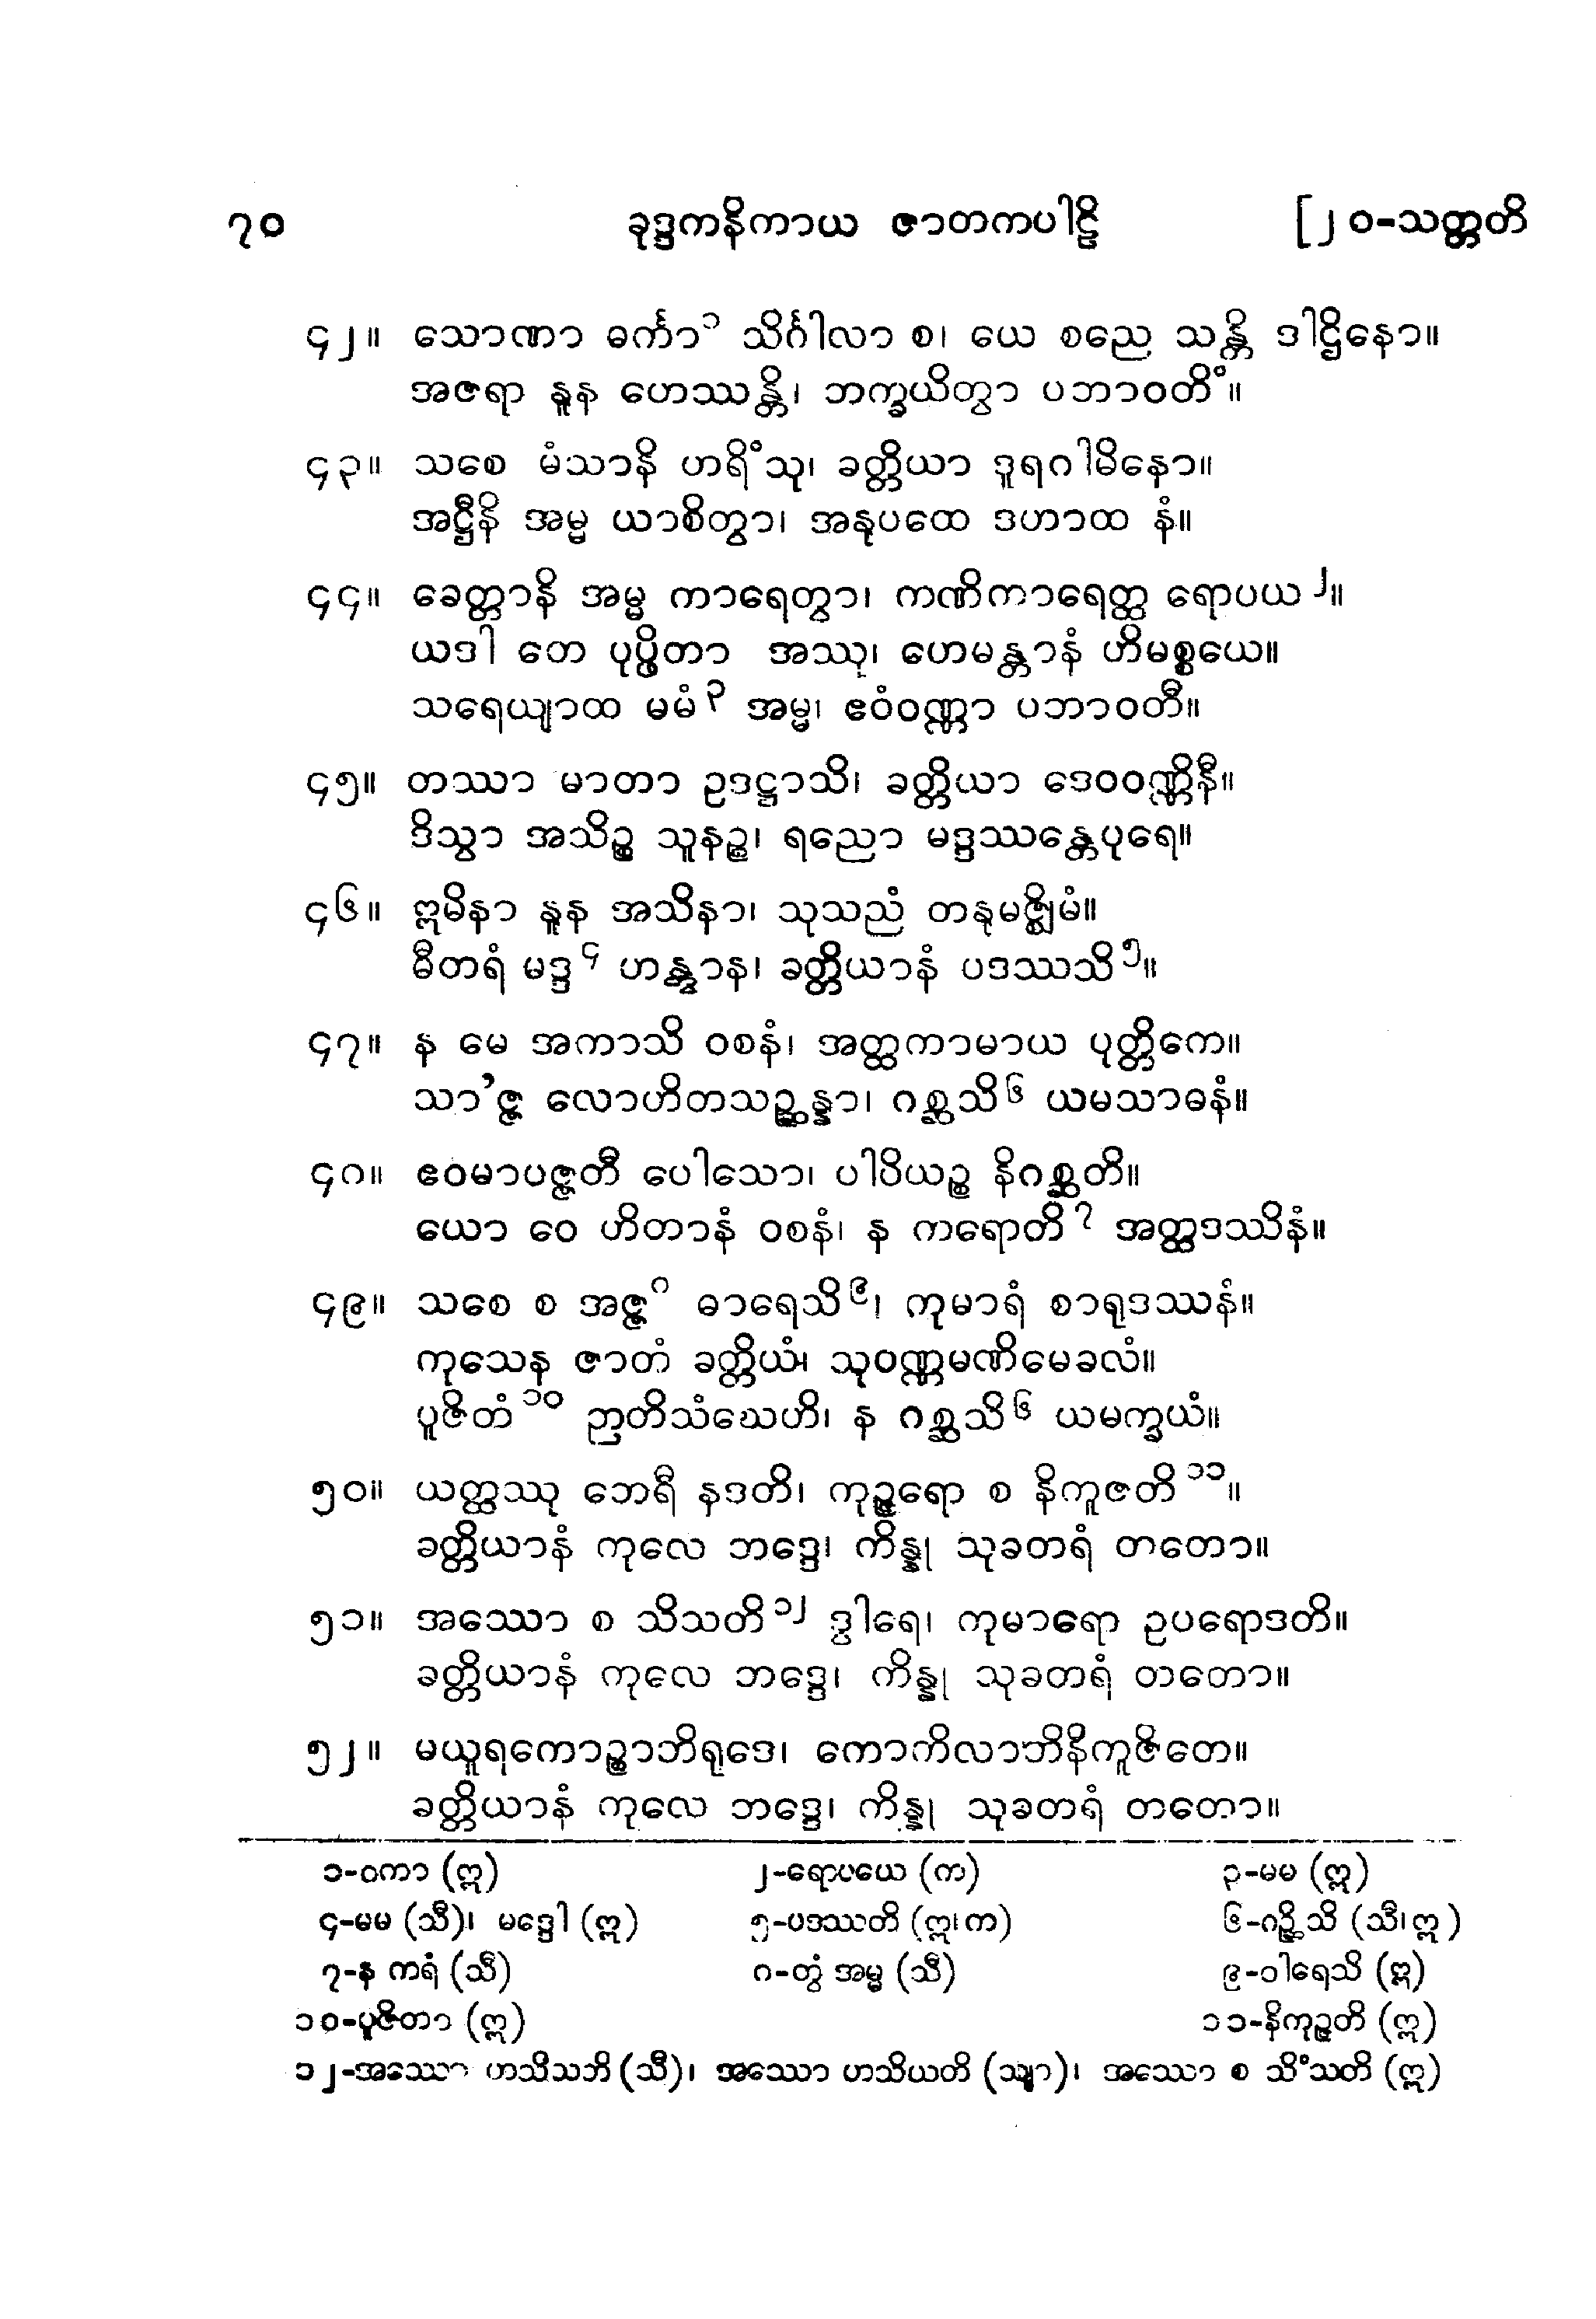 ၇၀ ခုဒ္ဒကနိကာယ ဇာတကပါဠိ [၂၀-သတ္တတိ
၄၂။ သောဏာ ဓင်္ကာ၁ သိင်္ဂါလာ စ၊ ယေ စညေ သန္တိ ဒါဌိနော။
အဇရာ နူန ဟေဿန္တိ၊ ဘက္ခယိတွာ ပဘာဝတိံ။
၄၃။ သစေ မံသာနိ ဟရိံသု၊ ခတ္တိယာ ဒူရဂါမိနော။
အဋ္ဌီနိ အမ္မ ယာစိတွာ၊ အနုပထေ ဒဟာထ နံ။
၄၄။ ခေတ္တာနိ အမ္မ ကာရေတွာ၊ ကဏိကာရေတ္ထ ရောပယ၂။
ယဒါ တေ ပုပ္ဖိတာ အဿု၊ ဟေမန္တာနံ ဟိမစ္စယေ။
သရေယျာထ မမံ၃ အမ္မ၊ ဧဝံဝဏ္ဏာ ပဘာဝတီ။
၄၅။ တဿာ မာတာ ဥဒဋ္ဌာသိ၊ ခတ္တိယာ ဒေဝဝဏ္ဏိနီ။
ဒိသွာ အသိဉ္စ သူနဉ္စ၊ ရညော မဒ္ဒဿန္တေပုရေ။
၄၆။ ဣမိနာ နူန အသိနာ၊ သုသညံ တနုမဇ္ဈိမံ။
ဓီတရံ မဒ္ဒ၄ ဟန္တွာန၊ ခတ္တိယာနံ ပဒဿသိ၅။
၄၇။ န မေ အကာသိ ဝစနံ၊ အတ္ထကာမာယ ပုတ္တိကေ။
သာ’ဇ္ဇ လောဟိတသဉ္ဆန္နာ၊ ဂစ္ဆသိ၆ ယမသာဓနံ။
၄၈။ ဧဝမာပဇ္ဇတီ ပေါသော၊ ပါပိယဉ္စ နိဂစ္ဆတိ။
ယော ဝေ ဟိတာနံ ဝစနံ၊ န ကရောတိ၇ အတ္ထဒဿိနံ။
၄၉။ သစေ စ အဇ္ဇ၈ ဓာရေသိ၉၊ ကုမာရံ စာရုဒဿနံ။
ကုသေန ဇာတံ ခတ္တိယံ၊ သုဝဏ္ဏမဏိမေခလံ။
ပူဇိတံ၁၀ ဉာတိသံဃေဟိ၊ န ဂစ္ဆသိ၆ ယမက္ခယံ။
၅၀။ ယတ္ထဿု ဘေရီ နဒတိ၊ ကုဉ္ဇရော စ နိကူဇတိ၁၁။
ခတ္တိယာနံ ကုလေ ဘဒ္ဒေ၊ ကိန္နု သုခတရံ တတော။
၅၁။ အဿော စ သိသတိ၁၂ ဒွါရေ၊ ကုမာရော ဥပရောဒတိ။
ခတ္တိယာနံ ကုလေ ဘဒ္ဒေ၊ ကိန္နု သုခတရံ တတော။
၅၂။ မယူရကောဉ္စာဘိရုဒေ၊ ကောကိလာဘိနိကူဇိတေ။
ခတ္တိယာနံ ကုလေ ဘဒ္ဒေ၊ ကိန္နု သုခတရံ တတော။
၁-ဝကာ (ဣ) ၂-ရောပယေ (က) ၃-မမ (ဣ)
၄-မမ (သီ)၊ မဒ္ဒေါ (ဣ) ၅-ပဒဿတိ (ဣ၊က) ၆-ဂဉ္ဆိသိ (သီ၊ဣ)
၇-န ကရံ (သီ) ၈-တွံ အမ္မ (သီ) ၉-ဝါရေသိ (ဣ)
၁၀-ပူဇိတာ (ဣ) ၁၁-နိကုဉ္ဇတိ (ဣ)
၁၂-အဿော ဟသိသဘိ (သီ)၊ အဿော ဟသိယတိ (သျာ)၊ အဿော စ သိံသတိ (ဣ)